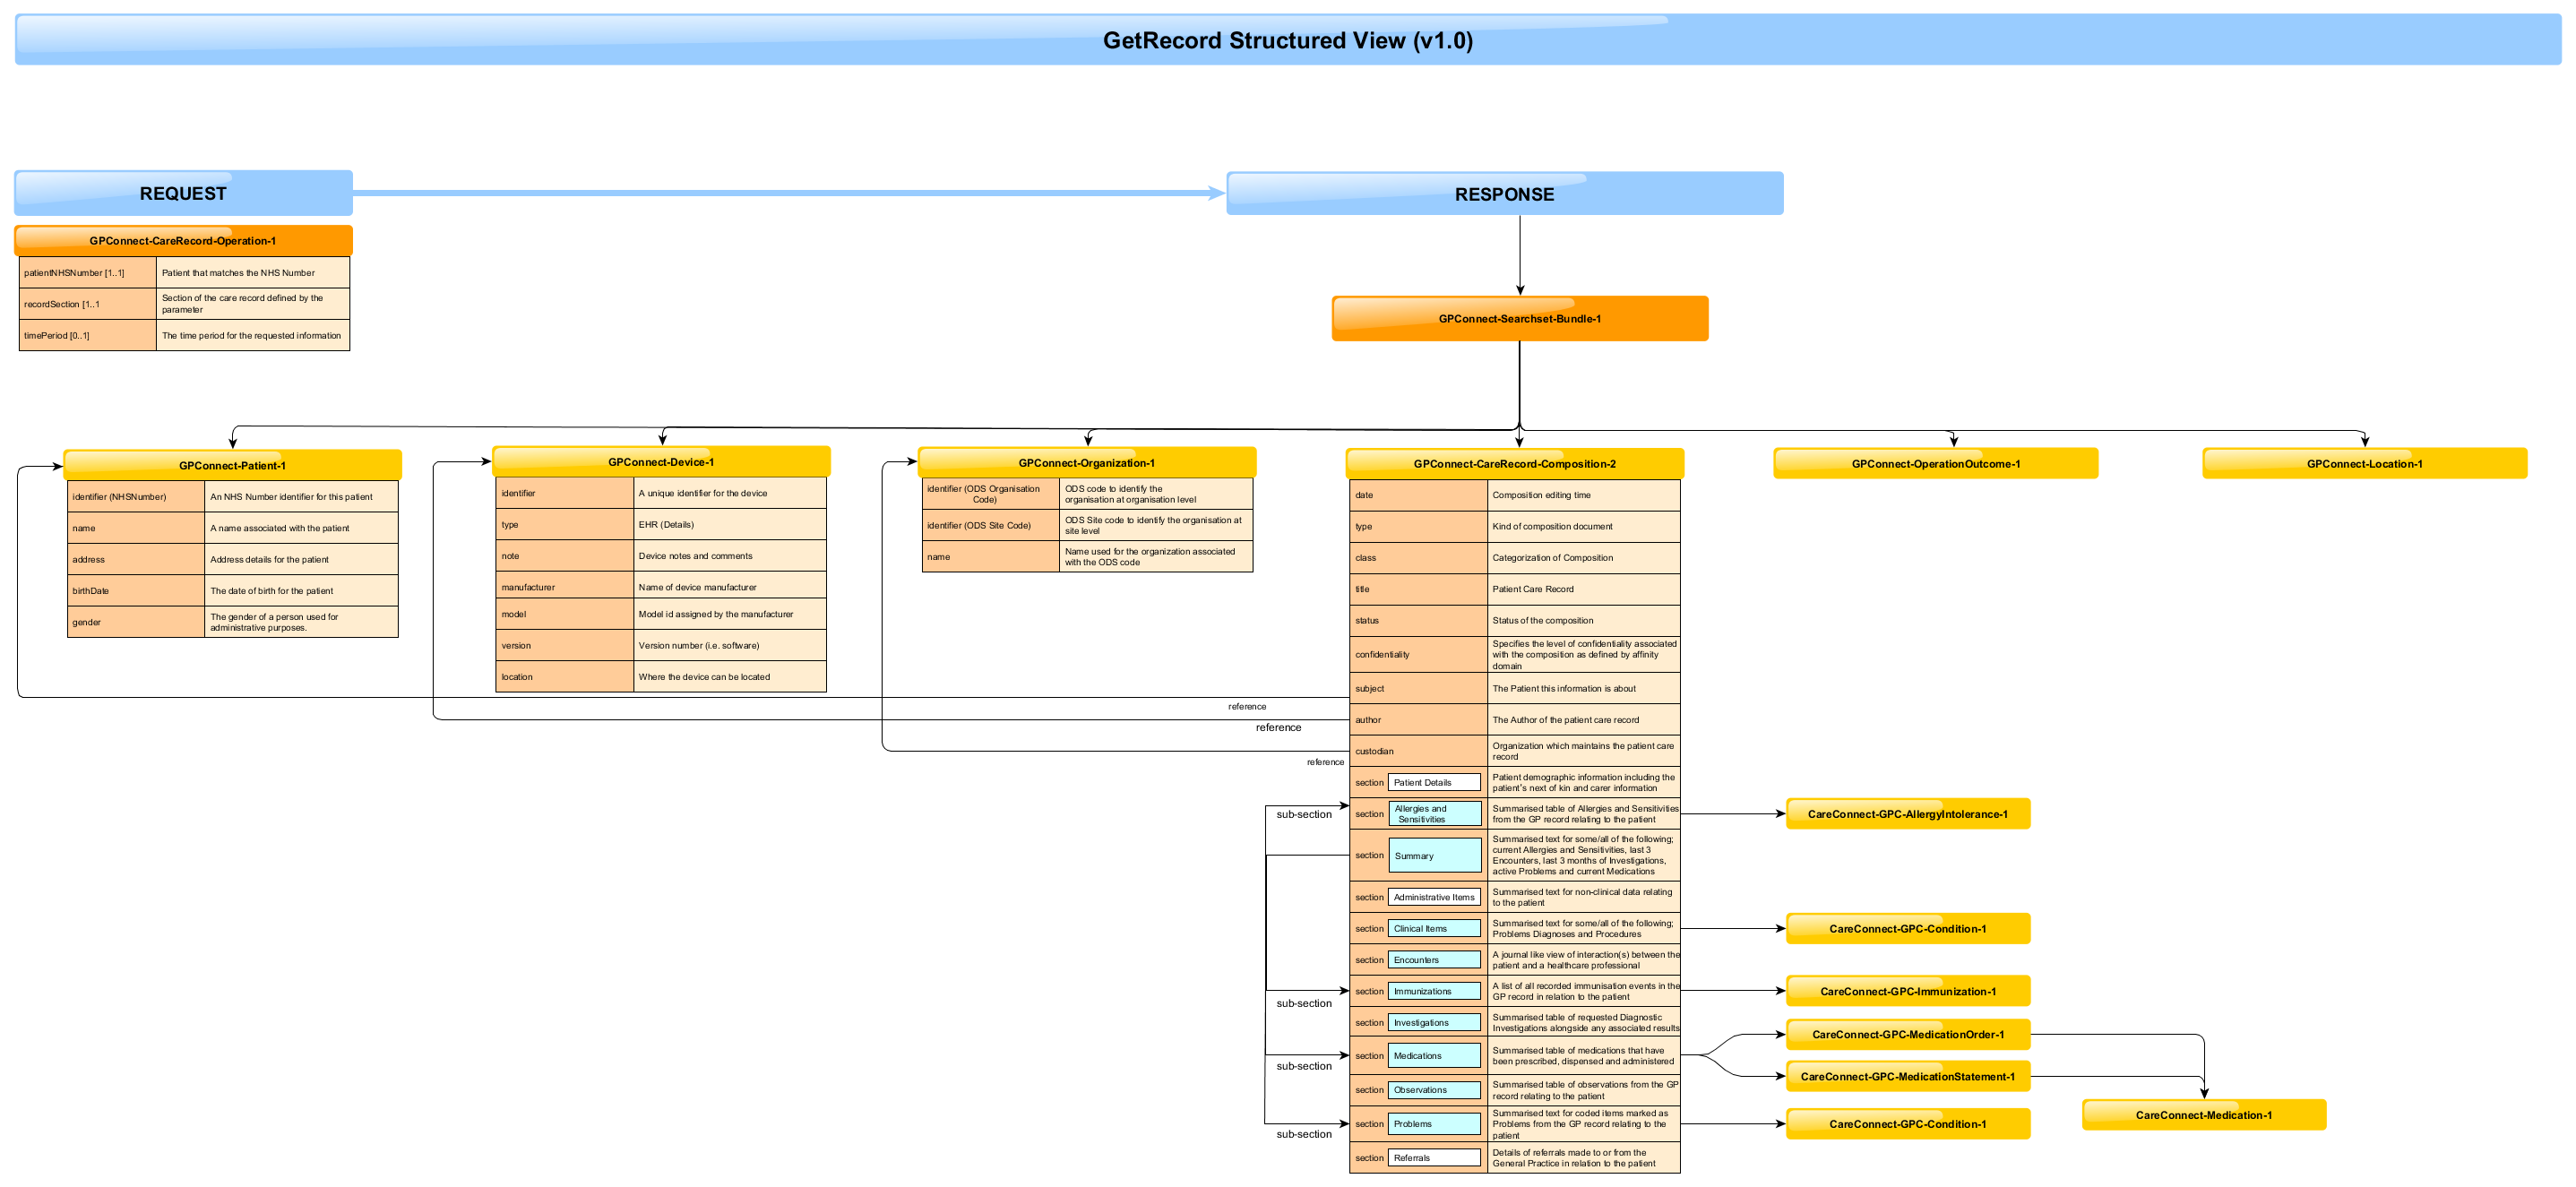 GetRecord Structured View (v1.0)
REQUEST
RESPONSE
GPConnect-CareRecord-Operation-1
patientNHSNumber [1..1]
Patient that matches the NHS Number
recordSection [1..1
Section of the care record defined by the
parameter
timePeriod [0..1]
The time period for the requested information
GPConnect-Searchset-Bundle-1
GPConnect-Patient-1
identifier (NHSNumber)
An NHS Number identifier for this patient
name
A name associated with the patient
address
Address details for the patient
birthDate
The date of birth for the patient
gender
The gender of a person used for
administrative purposes.
GPConnect-Device-1
identifier
A unique identifier for the device
type
EHR (Details)
note
Device notes and comments
manufacturer
Name of device manufacturer
model
Model id assigned by the manufacturer
version
Version number (i.e. software)
location
Where the device can be located
GPConnect-Organization-1
identifier (ODS Organisation
Code)
ODS code to identify the
organisation at organisation level
identifier (ODS Site Code)
ODS Site code to identify the organisation at
site level
name
Name used for the organization associated
with the ODS code
GPConnect-CareRecord-Composition-2
date
Composition editing time
type
Kind of composition document
class
Categorization of Composition
title
Patient Care Record
status
Status of the composition
confidentiality
Specifies the level of confidentiality associated
with the composition as defined by affinity
domain
subject
The Patient this information is about
reference
author
The Author of the patient care record
reference
custodian
Organization which maintains the patient care
record
reference
section
Patient Details
Patient demographic information including the
patient's next of kin and carer information
sub-section
section
Allergies and
Sensitivities
Summarised table of Allergies and Sensitivities
from the GP record relating to the patient
section
Summary
Summarised text for some/all of the following;
current Allergies and Sensitivities, last 3
Encounters, last 3 months of Investigations,
active Problems and current Medications
section
Administrative Items
Summarised text for non-clinical data relating
to the patient
section
Clinical Items
Summarised text for some/all of the following;
Problems Diagnoses and Procedures
section
Encounters
A journal like view of interaction(s) between the
patient and a healthcare professional
sub-section
section
Immunizations
A list of all recorded immunisation events in the
GP record in relation to the patient
section
Investigations
Summarised table of requested Diagnostic
Investigations alongside any associated results
sub-section
section
Medications
Summarised table of medications that have
been prescribed, dispensed and administered
section
Observations
Summarised table of observations from the GP
record relating to the patient
sub-section
section
Problems
Summarised text for coded items marked as
Problems from the GP record relating to the
patient
section
Referrals
Details of referrals made to or from the
General Practice in relation to the patient
GPConnect-OperationOutcome-1
GPConnect-Location-1
CareConnect-GPC-AllergyIntolerance-1
CareConnect-GPC-Condition-1
CareConnect-GPC-Immunization-1
CareConnect-GPC-MedicationOrder-1
CareConnect-GPC-MedicationStatement-1
CareConnect-GPC-Condition-1
CareConnect-Medication-1